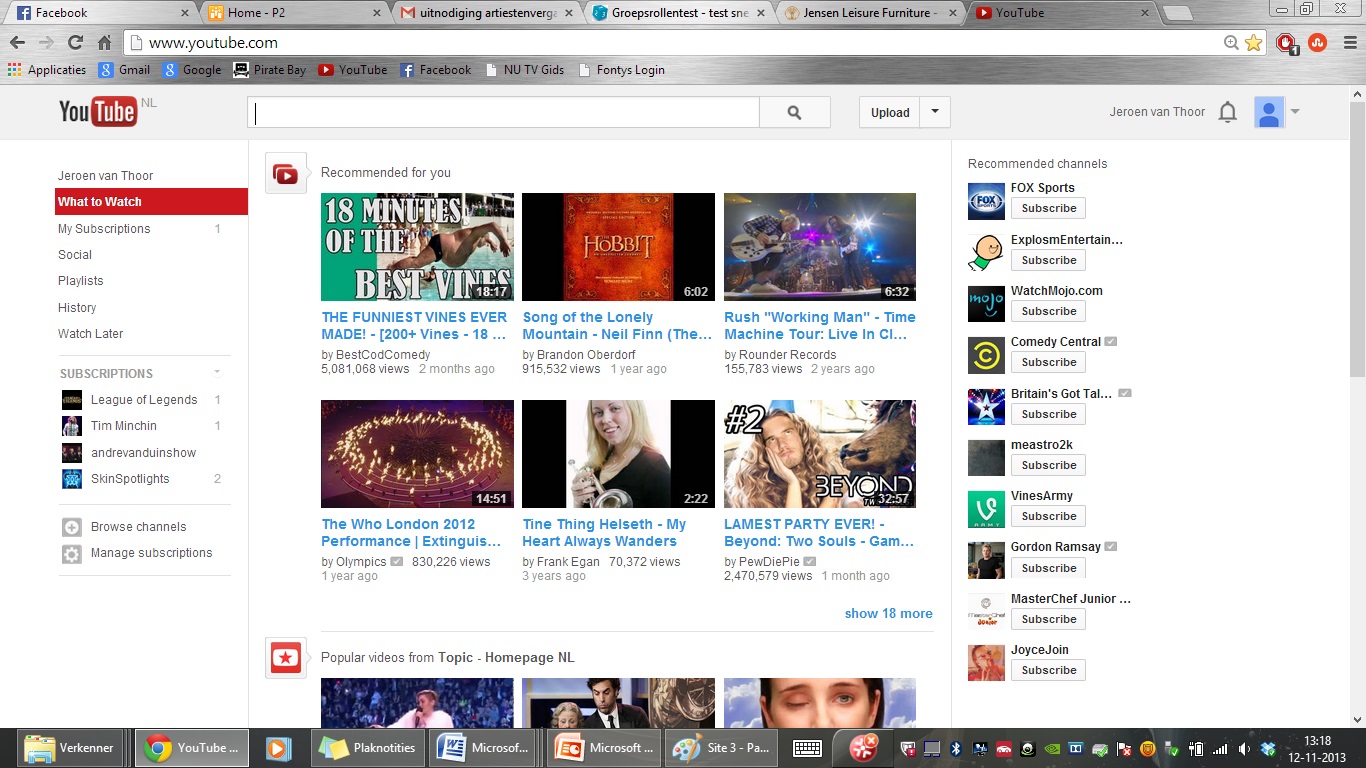 Facebook
Home - P2
uitnodiging artiestenverga
Groepsrollentest - test sne
Jensen Leisure Furniture -
YouTube
www.youtube.com
1
Applicaties
Gmail
Google
Pirate Bay
YouTube
Facebook
NU TV Gids
Fontys Login
YouTube NL
Upload
Jeroen van Thoor
Jeroen van Thoor
What to Watch
My Subscriptions 1
Social
Playlists
History
Watch Later
SUBSCRIPTIONS
League of Legends 1
Tim Minchin 1
andrevanduinshow
SkinSpotlights 2
Browse channels
Manage subscriptions
Recommended for you
18 MINUTES
OF THE
BEST VINES
18:17
THE FUNNIEST VINES EVER
MADE! - [200+ Vines - 18 ...
by BestCodComedy
5,081,068 views 2 months ago
THE
HOBBIT
6:02
Song of the Lonely
Mountain - Neil Finn (The...
by Brandon Oberdorf
915,532 views 1 year ago
6:32
Rush "Working Man" - Time
Machine Tour: Live In Cl...
by Rounder Records
155,783 views 2 years ago
14:51
The Who London 2012
Performance | Extinguis...
by Olympics 830,226 views
1 year ago
2:22
Tine Thing Helseth - My
Heart Always Wanders
by Frank Egan 70,372 views
3 years ago
#2
BEYOND
32:57
LAMEST PARTY EVER! -
Beyond: Two Souls - Gam...
by PewDiePie
2,470,579 views 1 month ago
show 18 more
Popular videos from Topic - Homepage NL
Recommended channels
FOX Sports
Subscribe
ExplosmEntertain...
Subscribe
mojo
WatchMojo.com
Subscribe
Comedy Central
Subscribe
Britain's Got Tal...
Subscribe
meastro2k
Subscribe
VinesArmy
Subscribe
Gordon Ramsay
Subscribe
MasterChef Junior ...
Subscribe
JoyceJoin
Subscribe
Verkenner
YouTube ...
Plaknotities
Microsof...
Microsoft ...
Site 3 - Pa...
13:18
12-11-2013